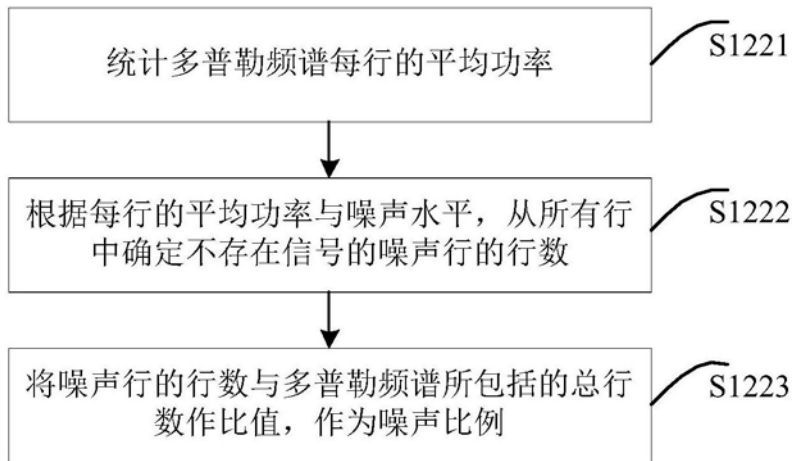 统计多普勒频谱每行的平均功率
S1221
根据每行的平均功率与噪声水平，从所有行
中确定不存在信号的噪声行的行数
S1222
将噪声行的行数与多普勒频谱所包括的总行
数作比值，作为噪声比例
S1223